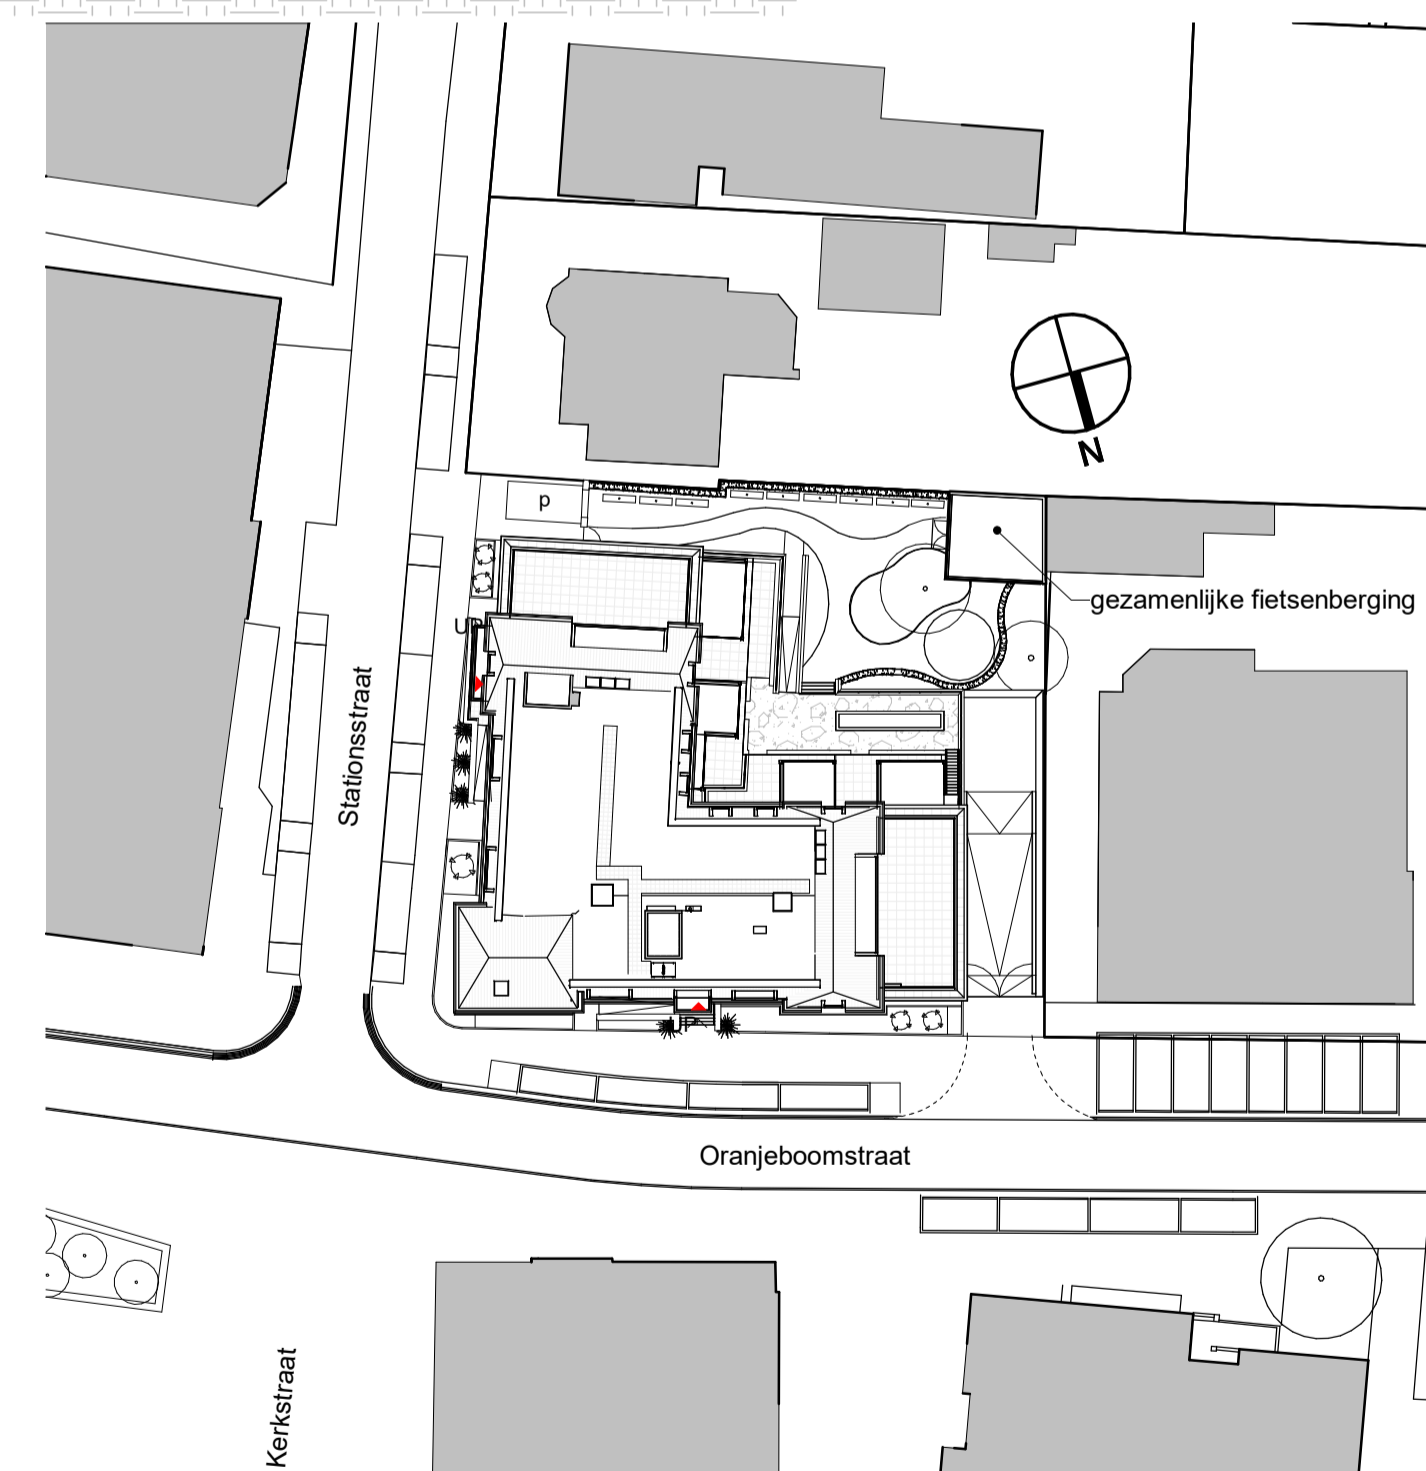 N
p
gezamenlijke fietsenberging
Stationsstraat
Oranjeboomstraat
Kerkstraat